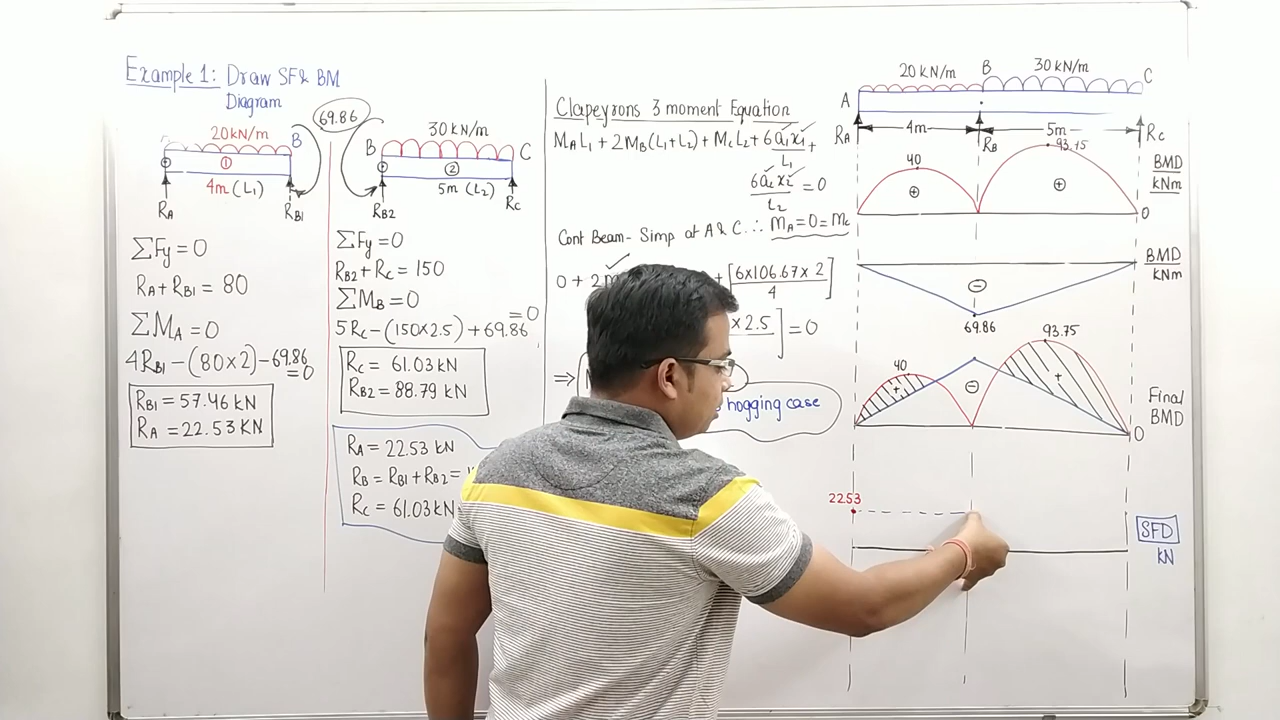 Example 1: Draw SF & BM
Diagram
20 kN/m
B
①
4m (L₁)
RA
RB1
69.86
30 kN/m
B
C
②
5m (L₂)
RB2
Rc
ΣFy = 0
RA + RB1 = 80
ΣMA = 0
4RB1 - (80×2) - 69.86
= 0
RB1 = 57.46 kN
RA = 22.53 kN
ΣFy = 0
RB2 + Rc = 150
ΣMB = 0
= 0
5Rc - (150×2.5) + 69.86
Rc = 61.03 kN
RB2 = 88.79 kN
RA = 22.53 kN
RB = RB1 + RB2 =
Rc = 61.03 kN
Clapeyrons 3 moment Equation
MA L1 + 2MB (L1 + L2) + Mc L2 + 6a1x1 +
L1
6a2x2 = 0
L2
Cont Beam - Simp at A & C. ∴ MA = 0 = Mc
0 + 2 + [6×106.67×2]
4
× 2.5] = 0
⇒
hogging case
20 kN/m
B
30 kN/m
C
A
RA
4m
RB
5m
Rc
40
93.75
+
+
0
BMD
kNm
BMD
kNm
-
69.86
40
93.75
+
-
+
0
Final
BMD
22.53
SFD
kN